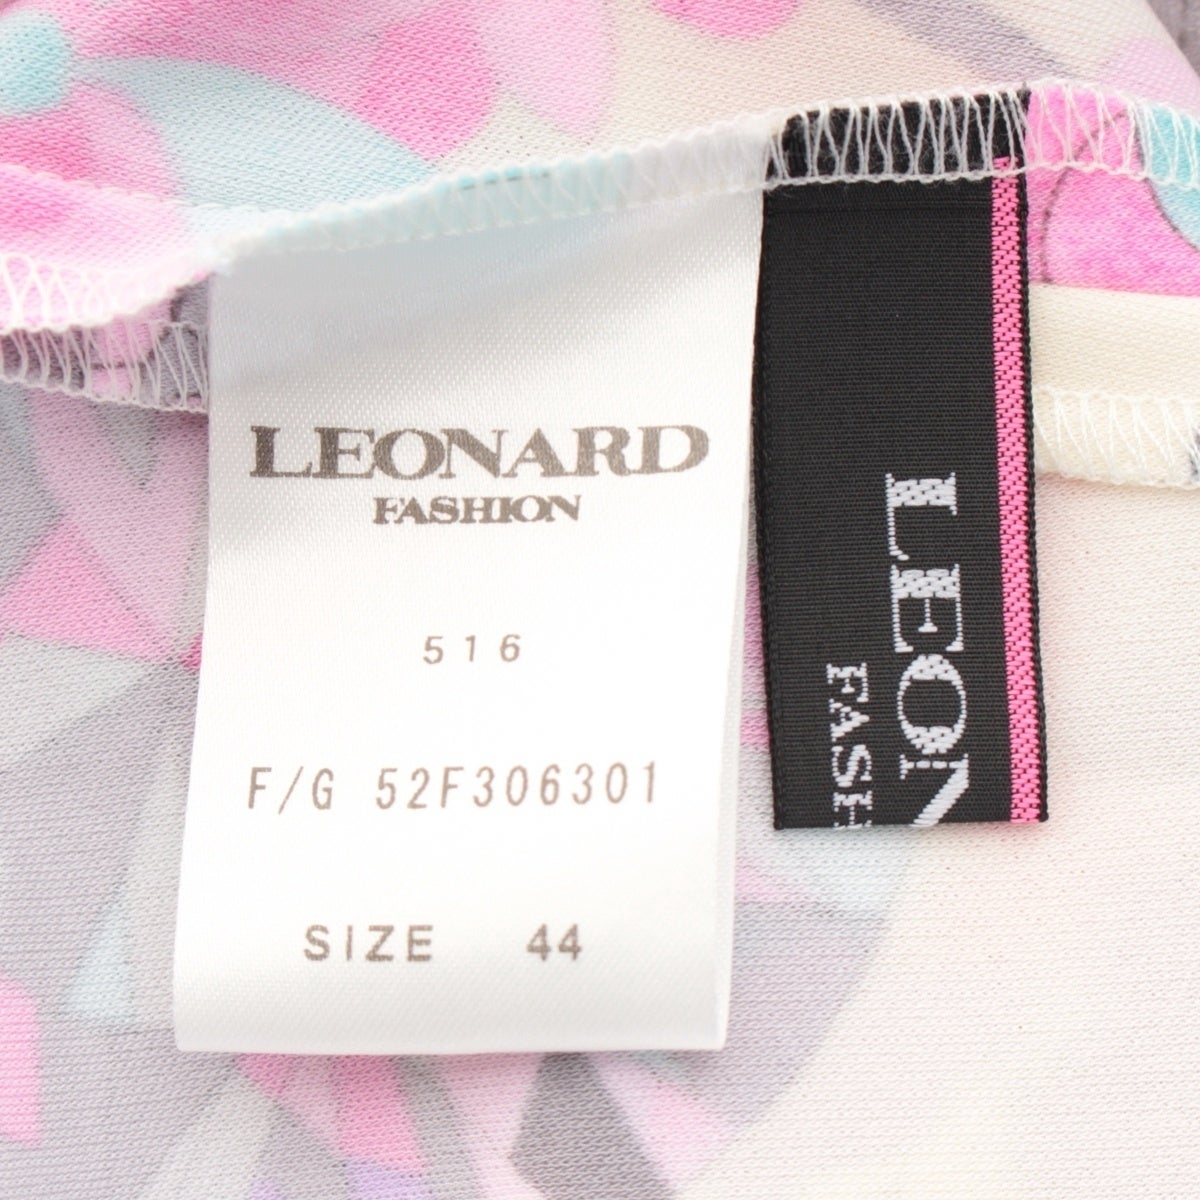 LEONARD
FASHION
516
F/G 52F306301
SIZE 44
LEON
FASH